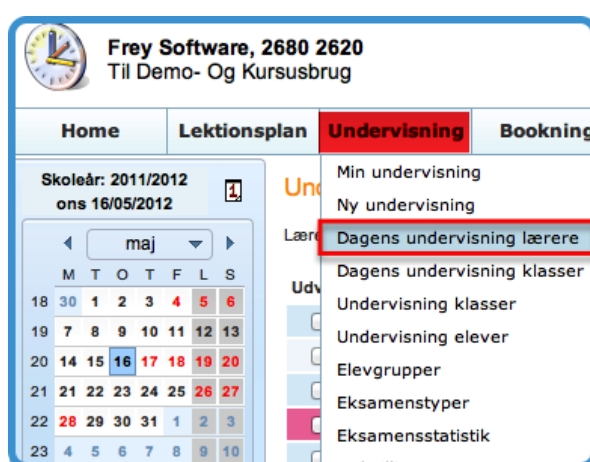 Frey Software, 2680 2620
Til Demo- Og Kursusbrug
Home Lektionsplan Undervisning Booking
Skoleår: 2011/2012
ons 16/05/2012
1
maj
M T O T F L S
18 30 1 2 3 4 5 6
19 7 8 9 10 11 12 13
20 14 15 16 17 18 19 20
21 21 22 23 24 25 26 27
22 28 29 30 31 1 2 3
23 4 5 6 7 8 9 10
Und
Lære
Udv
Min undervisning
Ny undervisning
Dagens undervisning lærere
Dagens undervisning klasser
Undervisning klasser
Undervisning elever
Elevgrupper
Eksamenstyper
Eksamensstatistik